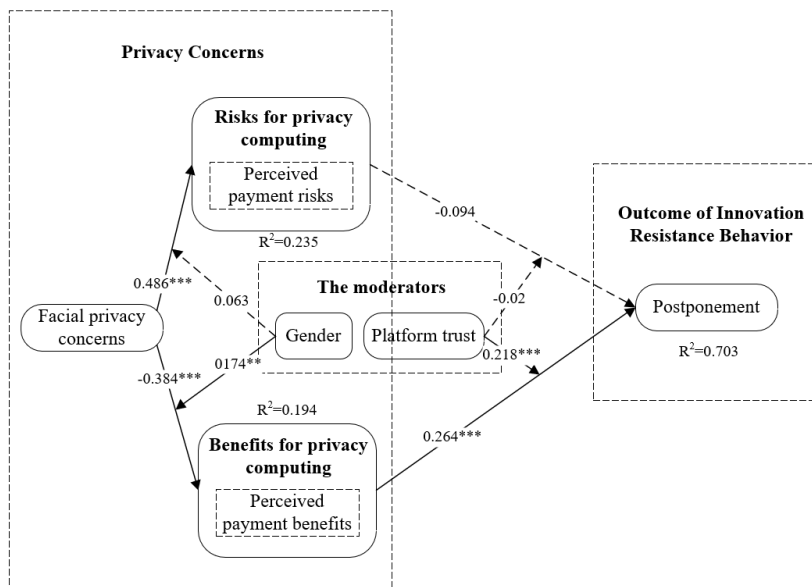 Privacy Concerns
Risks for privacy
computing
Perceived
payment risks
R²=0.235
-0.094
Outcome of Innovation
Resistance Behavior
0.486***
0.063
The moderators
-0.02
Facial privacy
concerns
Gender
Platform trust
Postponement
0174**
0.218***
R²=0.703
-0.384***
R²=0.194
Benefits for privacy
computing
0.264***
Perceived
payment benefits